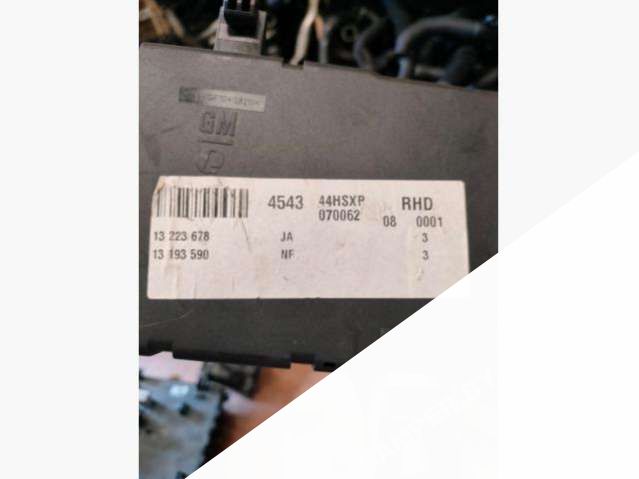 GM
4543 44HSXP RHD
070062 08 0001
13 223 678 JA 3
13 193 590 NF 3